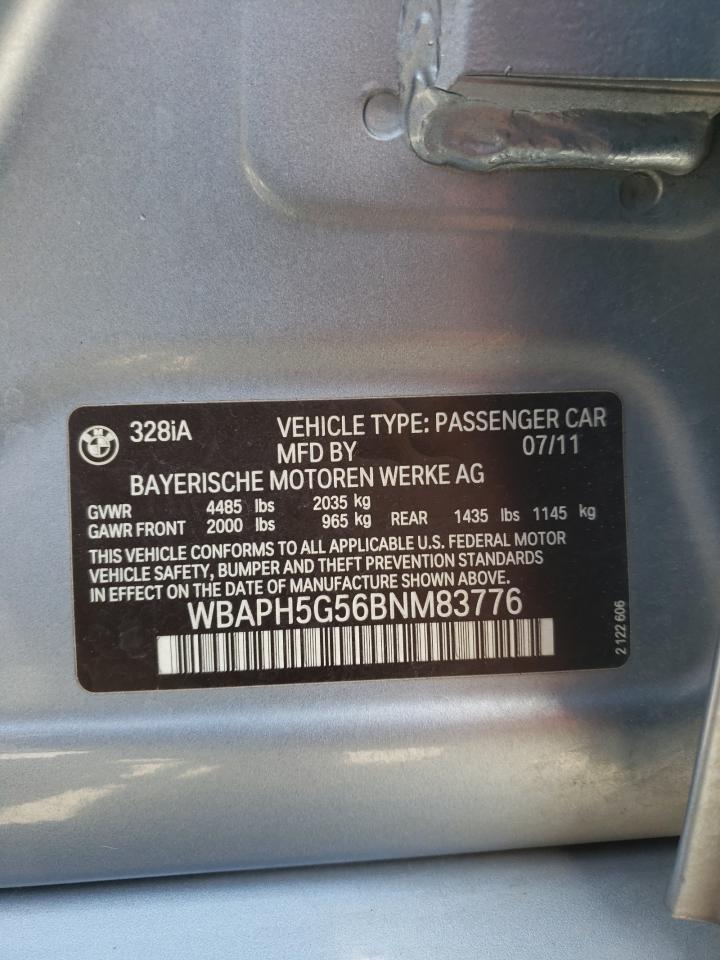 328iA VEHICLE TYPE: PASSENGER CAR
MFD BY 07/11
BAYERISCHE MOTOREN WERKE AG
GVWR 4485 lbs 2035 kg
GAWR FRONT 2000 lbs 965 kg REAR 1435 lbs 1145 kg
THIS VEHICLE CONFORMS TO ALL APPLICABLE U.S. FEDERAL MOTOR
VEHICLE SAFETY, BUMPER AND THEFT PREVENTION STANDARDS
IN EFFECT ON THE DATE OF MANUFACTURE SHOWN ABOVE.
WBAPH5G56BNM83776
2 122 606